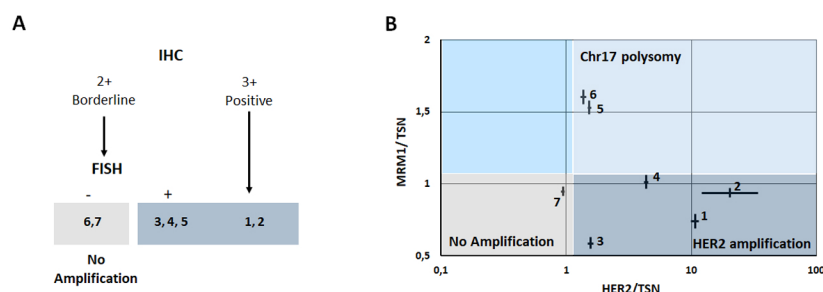 A
IHC
2+
Borderline
3+
Positive
FISH
-
+
6,7
3, 4, 5
1, 2
No
Amplification
B
MRM1/TSN
2
1,5
1
0,5
Chr17 polysomy
6
5
4
2
7
1
3
No Amplification
HER2 amplification
0,1
1
10
100
HER2/TSN